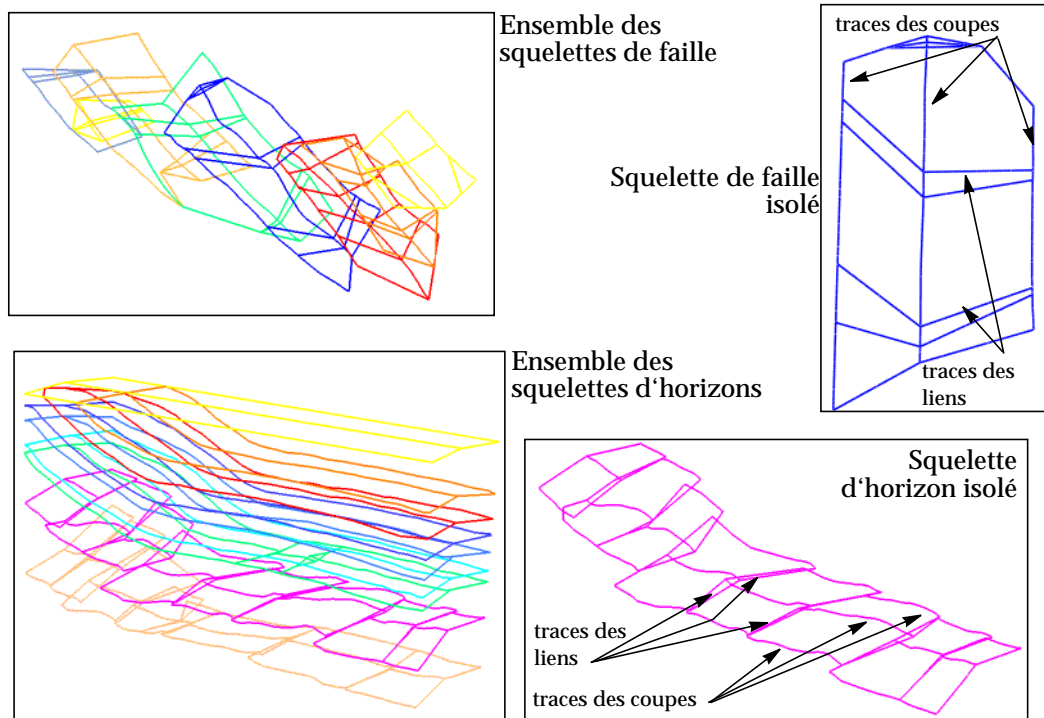 Ensemble des
squelettes de faille
traces des coupes
Squelette de faille
isolé
traces des
liens
Ensemble des
squelettes d‘horizons
Squelette
d‘horizon isolé
traces des
liens
traces des coupes